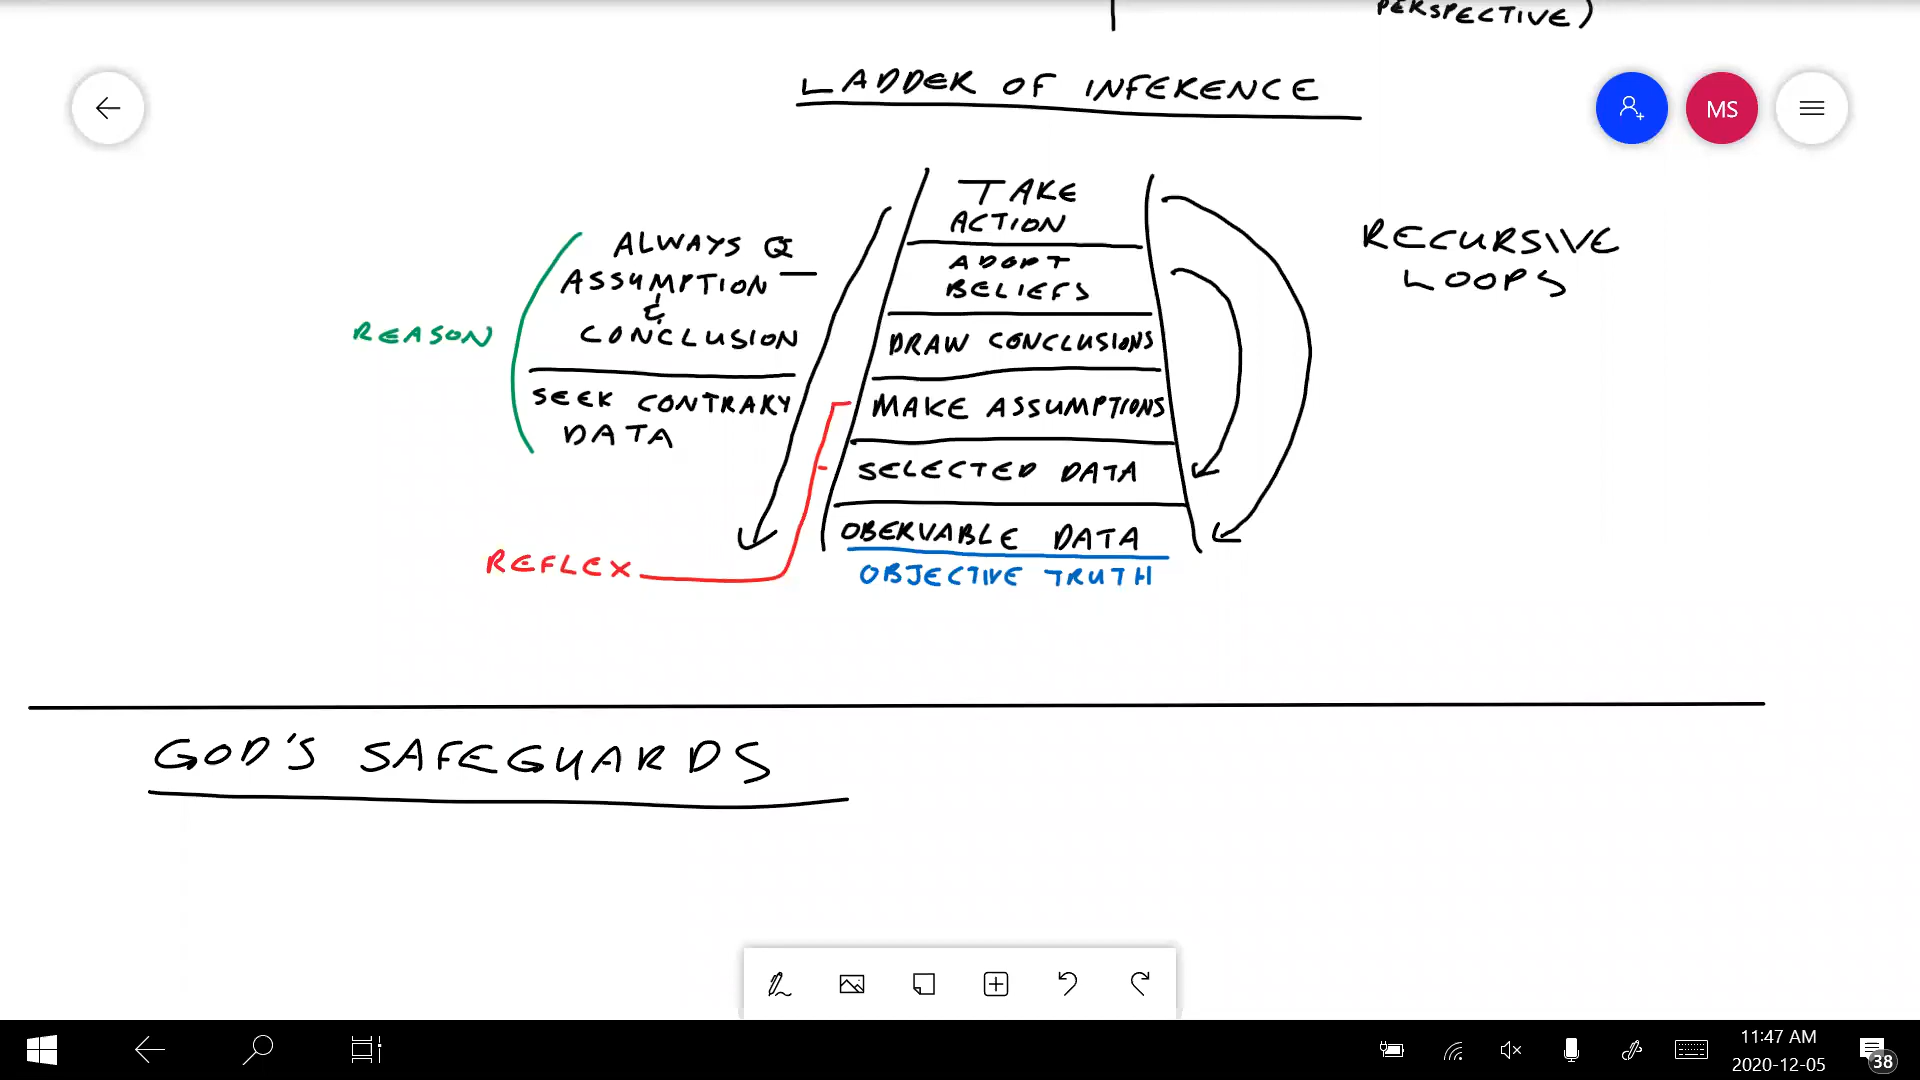 PERSPECTIVE)
LADDER OF INFERENCE
MS
TAKE
ACTION
ADOPT
BELIEFS
DRAW CONCLUSIONS
MAKE ASSUMPTIONS
SELECTED DATA
OBERVABLE DATA
OBJECTIVE TRUTH
RECURSIVE
LOOPS
ALWAYS Q
ASSUMPTION
&
CONCLUSION
SEEK CONTRARY
DATA
REASON
REFLEX
GOD'S SAFEGUARDS
11:47 AM
2020-12-05
38